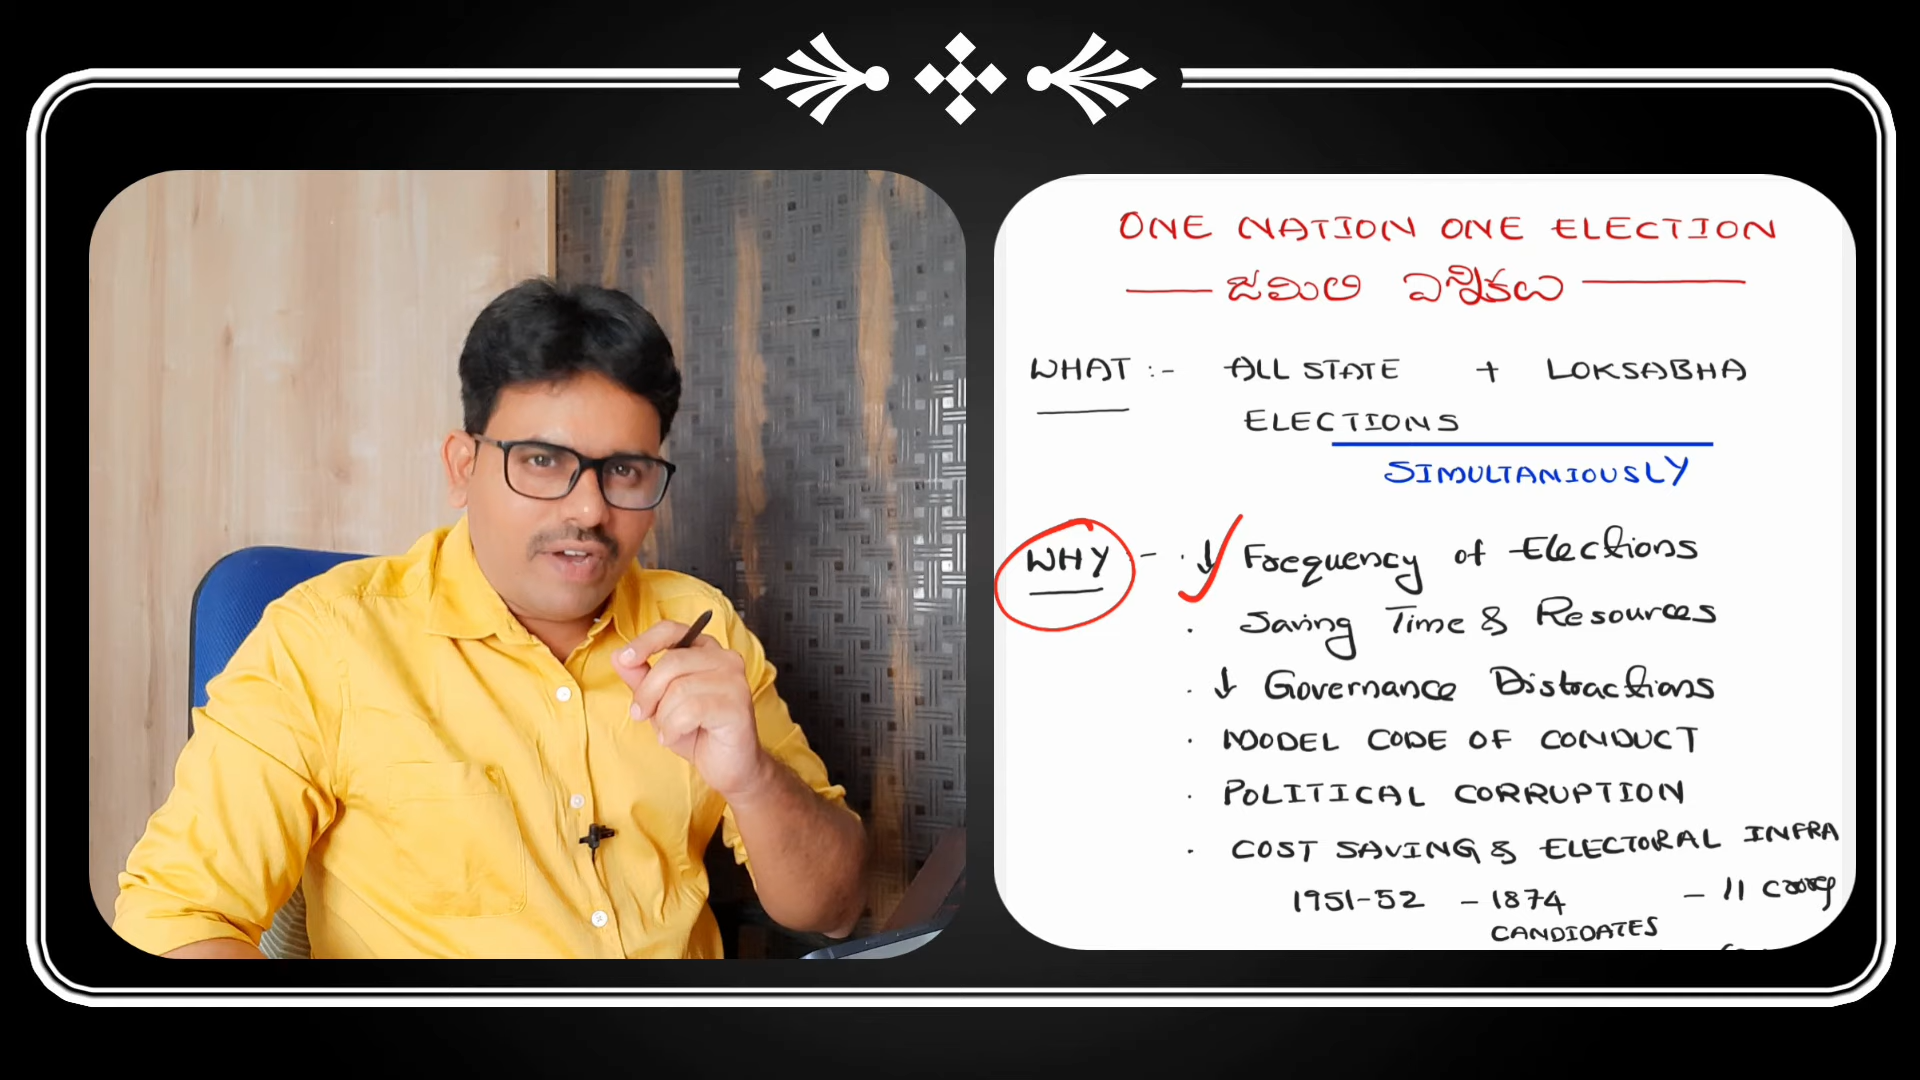 ONE NATION ONE ELECTION
జమిలి ఎన్నికలు
WHAT :- ALL STATE + LOKSABHA
ELECTIONS
SIMULTANIOUSLY
WHY - · ↓ Frequency of Elections
· Saving Time & Resources
· ↓ Governance Distractions
· MODEL CODE OF CONDUCT
· POLITICAL CORRUPTION
· COST SAVING & ELECTORAL INFRA
1951-52 - 1874 - 11 crores
CANDIDATES